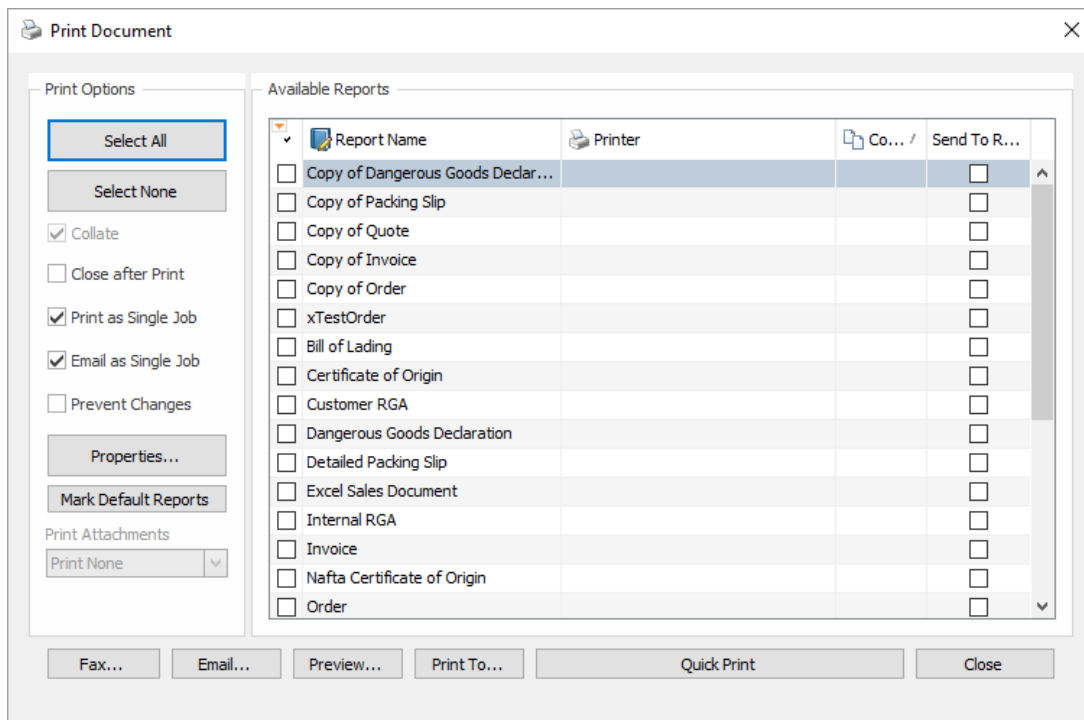 Print Document
Print Options
Select All
Select None
Collate
Close after Print
Print as Single Job
Email as Single Job
Prevent Changes
Properties...
Mark Default Reports
Print Attachments
Print None
Available Reports
Report Name Printer Co... / Send To R...
Copy of Dangerous Goods Declar...
Copy of Packing Slip
Copy of Quote
Copy of Invoice
Copy of Order
xTestOrder
Bill of Lading
Certificate of Origin
Customer RGA
Dangerous Goods Declaration
Detailed Packing Slip
Excel Sales Document
Internal RGA
Invoice
Nafta Certificate of Origin
Order
Fax... Email... Preview... Print To... Quick Print Close